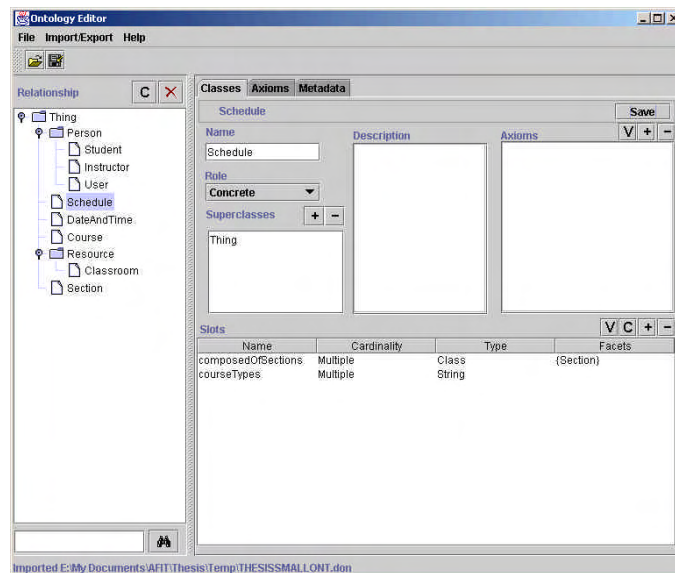 Ontology Editor
File Import/Export Help
Relationship
C
Thing
Person
Student
Instructor
User
Schedule
DateAndTime
Course
Resource
Classroom
Section
Classes Axioms Metadata
Schedule
Save
Name
Schedule
Role
Concrete
Superclasses + -
Thing
Description
Axioms
V + -
Slots
V C + -
Name Cardinality Type Facets
composedOfSections Multiple Class {Section}
courseTypes Multiple String
Imported E:\My Documents\AFIT\Thesis\Temp\THESISSMALLONT.don